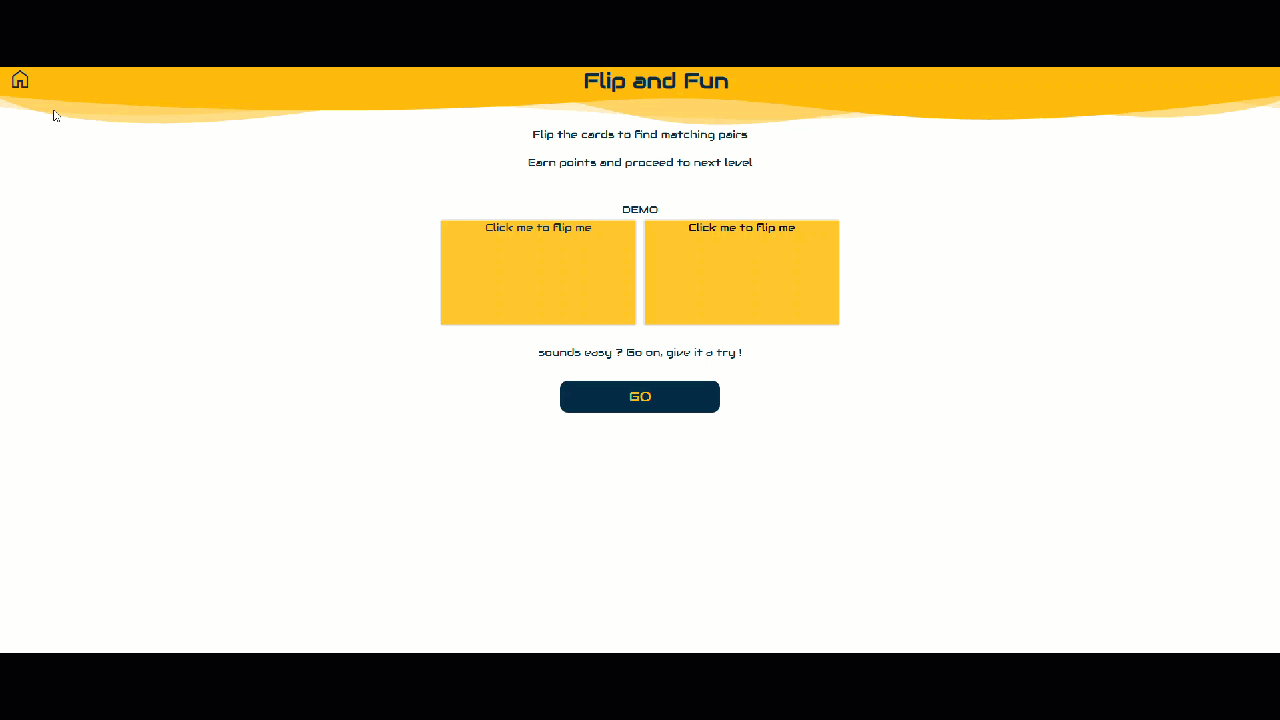 Flip and Fun
Flip the cards to find matching pairs
Earn points and proceed to next level
DEMO
Click me to flip me
Click me to flip me
sounds easy ? Go on, give it a try !
GO